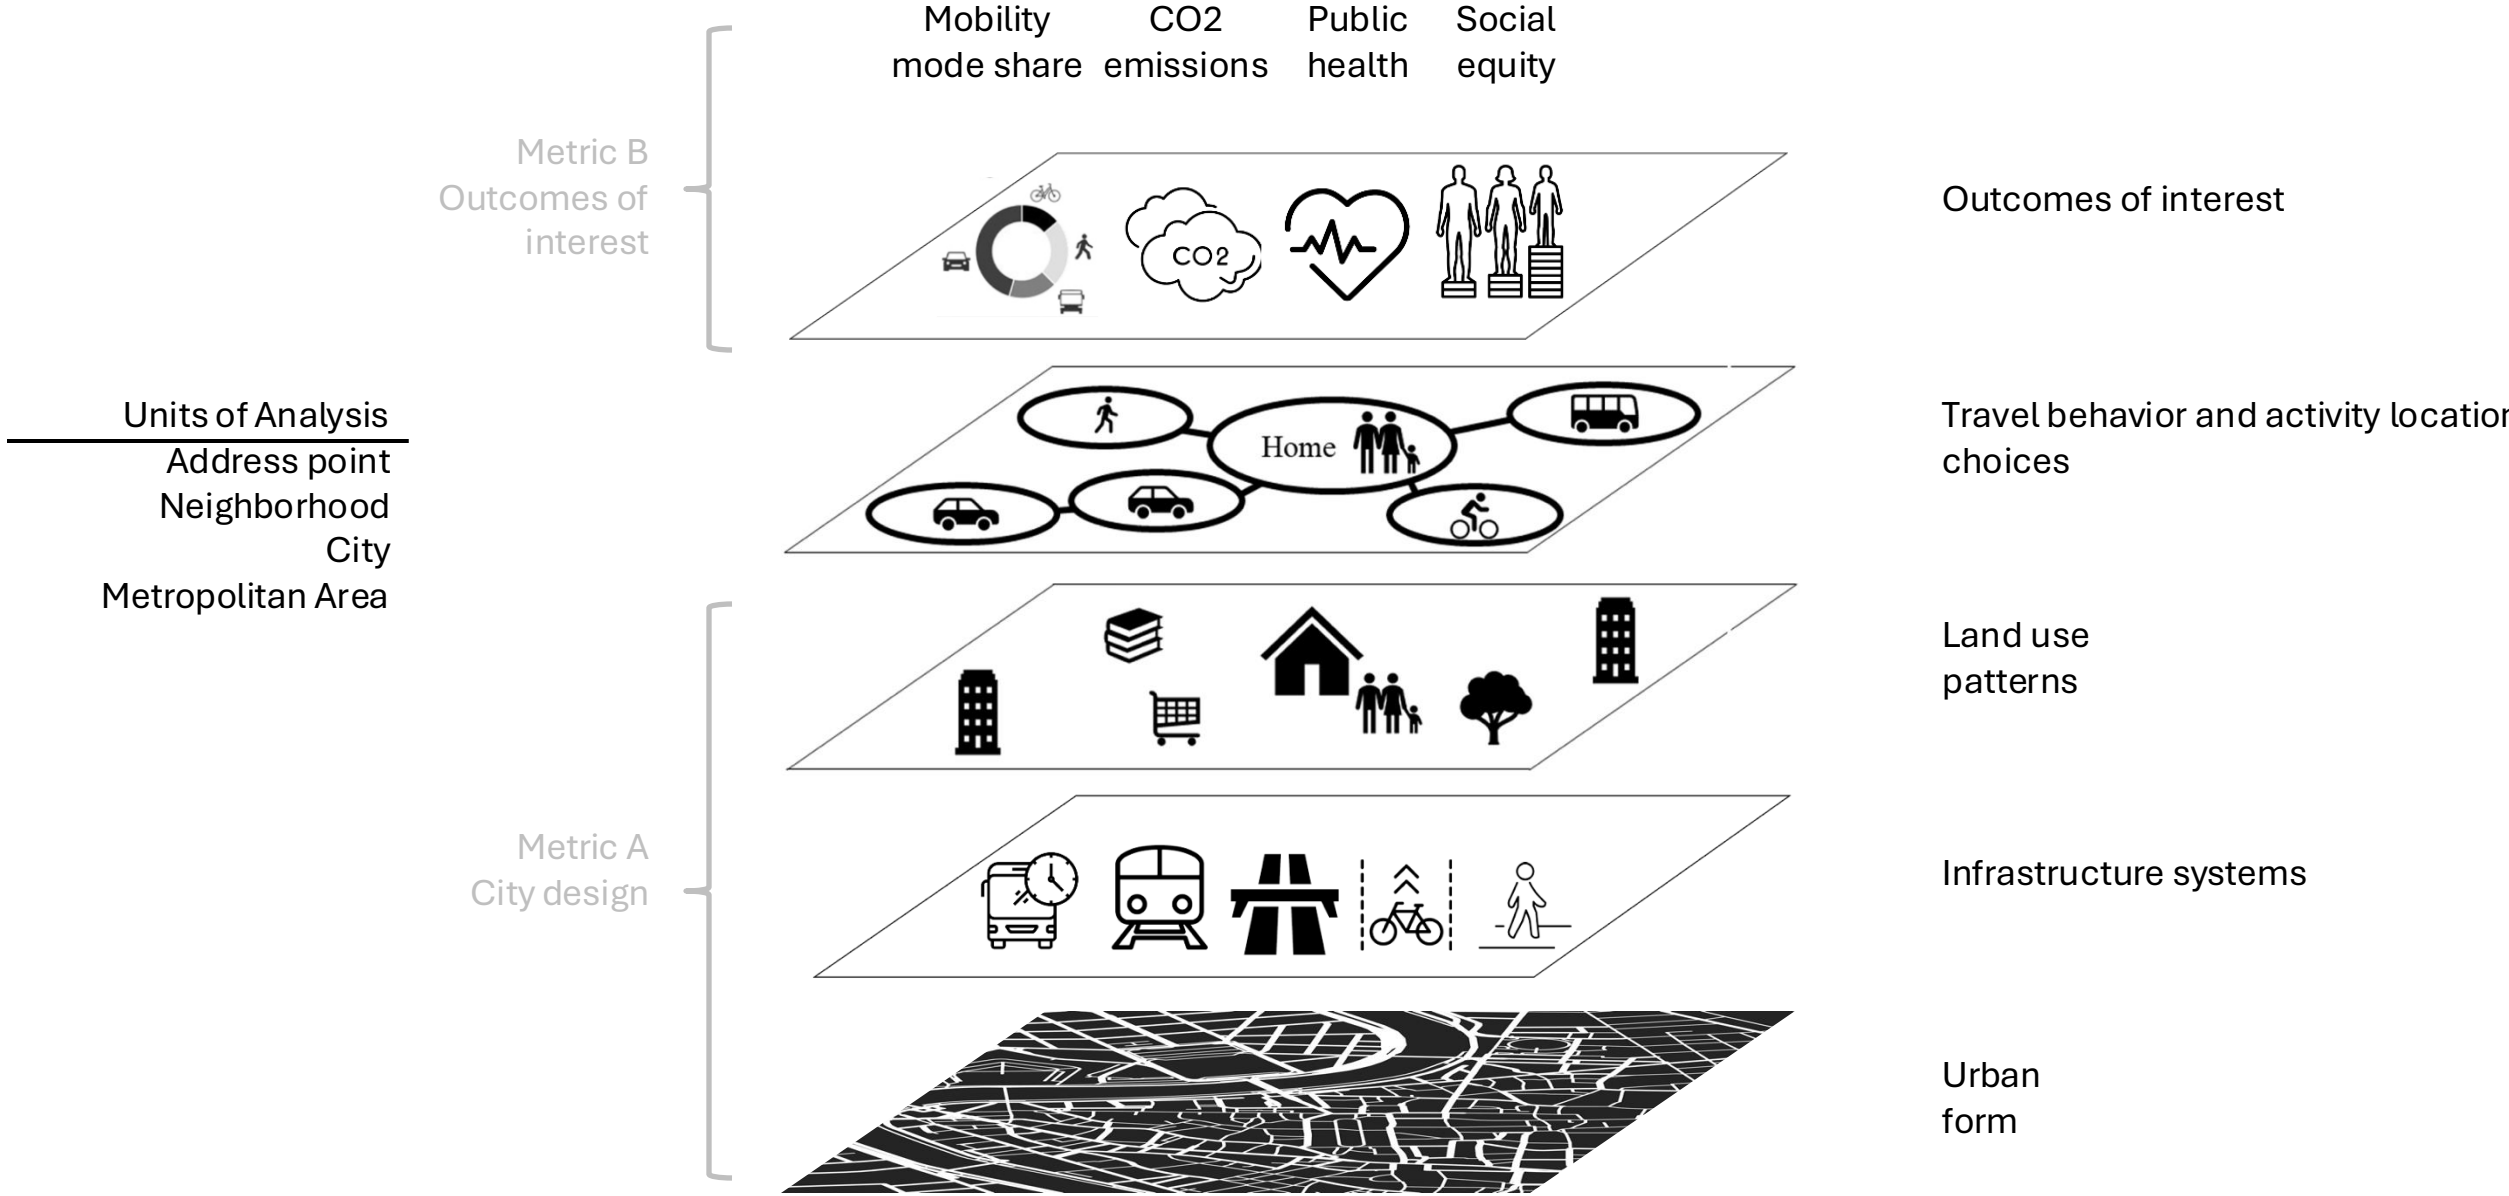 Mobility
mode share
CO2
emissions
Public
health
Social
equity
Metric B
Outcomes of
interest
CO2
Outcomes of interest
Units of Analysis
Address point
Neighborhood
City
Metropolitan Area
Home
Travel behavior and activity location
choices
Land use
patterns
Metric A
City design
Infrastructure systems
Urban
form